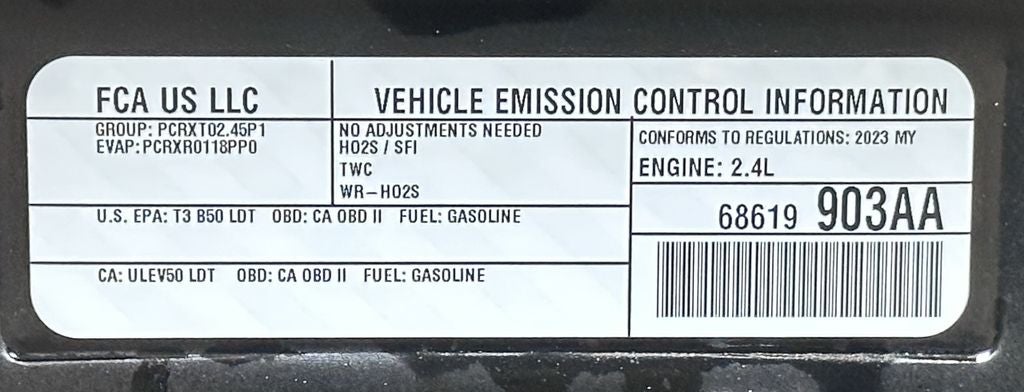 FCA US LLC
VEHICLE EMISSION CONTROL INFORMATION
GROUP: PCRXT02.45P1
EVAP:PCRXR0118PP0
NO ADJUSTMENTS NEEDED
HO2S / SFI
TWC
WR-HO2S
CONFORMS TO REGULATIONS: 2023 MY
ENGINE: 2.4L
68619 903AA
U.S. EPA: T3 B50 LDT OBD: CA OBD II FUEL: GASOLINE
CA: ULEV50 LDT OBD: CA OBD II FUEL: GASOLINE